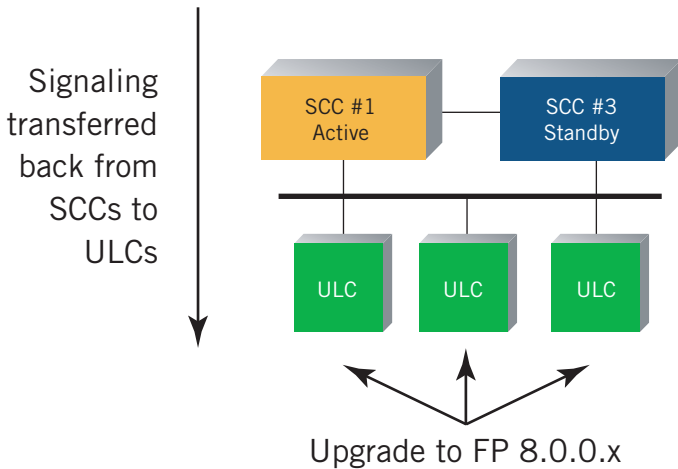 Signaling
transferred
back from
SCCs to
ULCs
SCC #1
Active
SCC #3
Standby
ULC
ULC
ULC
Upgrade to FP 8.0.0.x